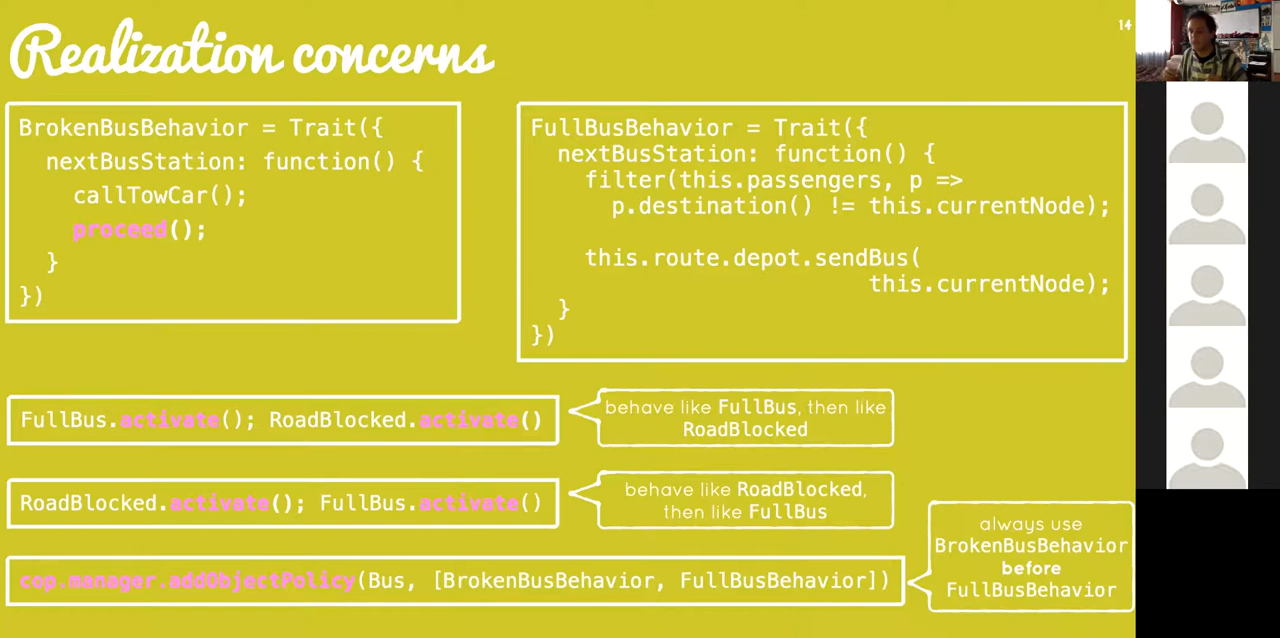 Realization concerns
14
BrokenBusBehavior = Trait({
nextBusStation: function() {
callTowCar();
proceed();
}
})
FullBusBehavior = Trait({
nextBusStation: function() {
filter(this.passengers, p =>
p.destination() != this.currentNode);
this.route.depot.sendBus(
this.currentNode);
}
})
FullBus.activate(); RoadBlocked.activate()
behave like FullBus, then like
RoadBlocked
RoadBlocked.activate(); FullBus.activate()
behave like RoadBlocked,
then like FullBus
cop.manager.addObjectPolicy(Bus, [BrokenBusBehavior, FullBusBehavior])
always use
BrokenBusBehavior
before
FullBusBehavior